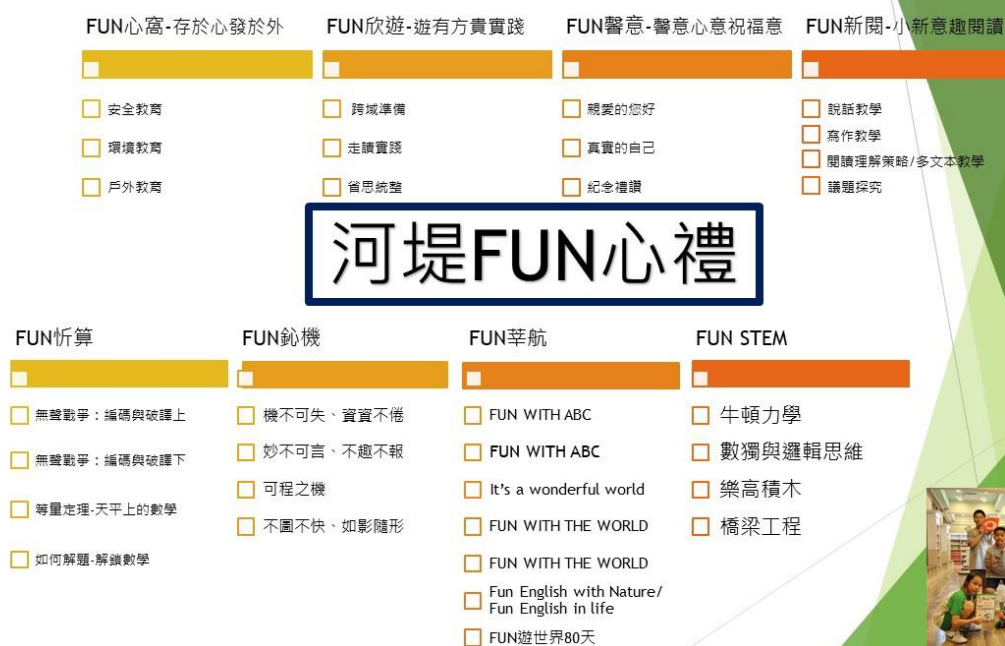 FUN心窩-存於心發於外
安全教育
環境教育
戶外教育
FUN欣遊-遊有方貴實踐
跨域準備
走讀實踐
省思統整
FUN馨意-馨意心意祝福意
親愛的您好
真實的自己
紀念禮讚
FUN新閱-小新意趣閱讀
說話教學
寫作教學
閱讀理解策略/多文本教學
議題探究
河堤FUN心禮
FUN忻算
無聲戰爭：編碼與破譯上
無聲戰爭：編碼與破譯下
等量定理-天平上的數學
如何解題-解鎖數學
FUN鈊機
機不可失、資資不倦
妙不可言、不趣不報
可程之機
不圖不快、如影隨形
FUN莘航
FUN WITH ABC
FUN WITH ABC
It's a wonderful world
FUN WITH THE WORLD
FUN WITH THE WORLD
Fun English with Nature/
Fun English in life
FUN遊世界80天
FUN STEM
牛頓力學
數獨與邏輯思維
樂高積木
橋梁工程